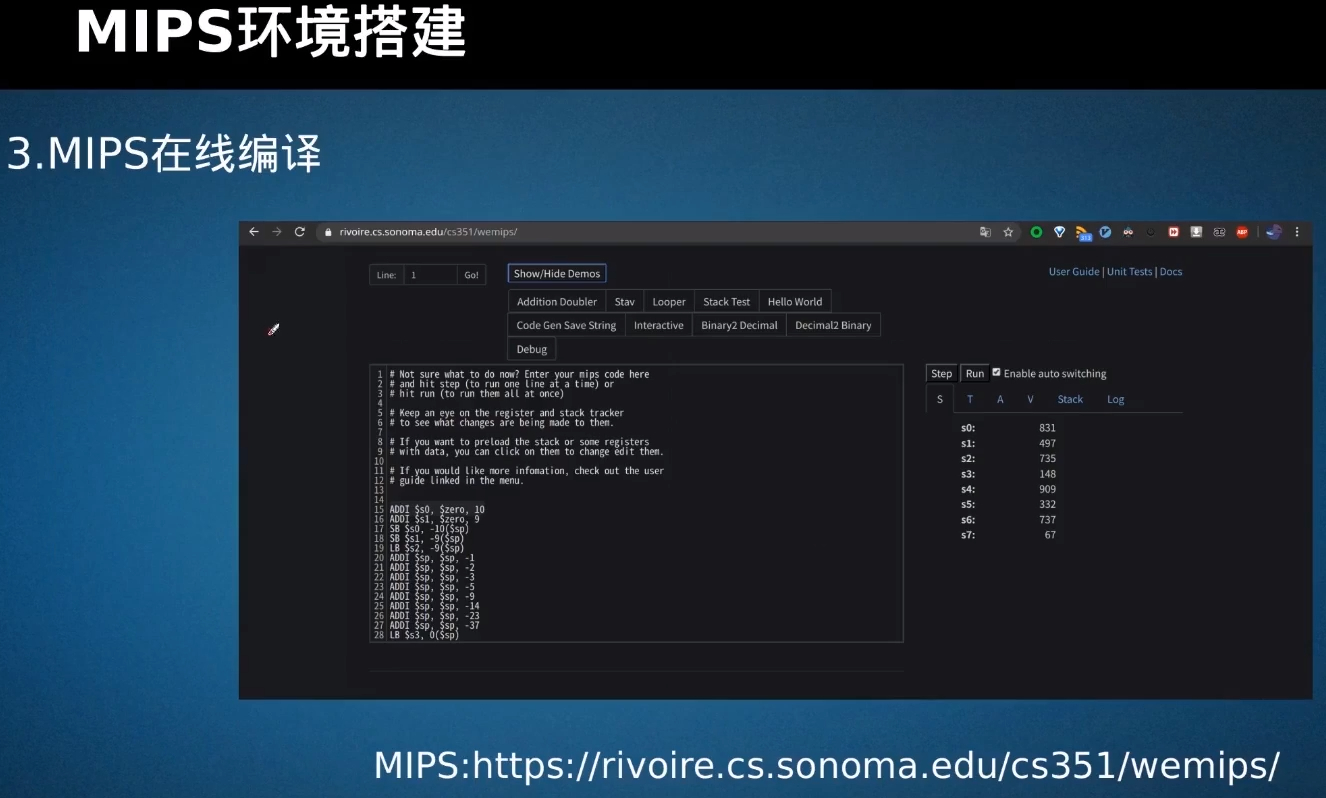 MIPS环境搭建
3.MIPS在线编译
rivoire.cs.sonoma.edu/cs351/wemips/
Line: 1 Go! Show/Hide Demos
User Guide | Unit Tests | Docs
Addition Doubler Stav Looper Stack Test Hello World
Code Gen Save String Interactive Binary2 Decimal Decimal2 Binary
Debug
1 # Not sure what to do now? Enter your mips code here
2 # and hit step (to run one line at a time) or
3 # hit run (to run them all at once)
4
5 # Keep an eye on the register and stack tracker
6 # to see what changes are being made to them.
7
8 # If you want to preload the stack or some registers
9 # with data, you can click on them to change edit them.
10
11 # If you would like more infomation, check out the user
12 # guide linked in the menu.
13
14
15 ADDI $s0, $zero, 10
16 ADDI $s1, $zero, 9
17 SB $s0, -10($sp)
18 SB $s1, -9($sp)
19 LB $s2, -9($sp)
20 ADDI $sp, $sp, -1
21 ADDI $sp, $sp, -2
22 ADDI $sp, $sp, -3
23 ADDI $sp, $sp, -5
24 ADDI $sp, $sp, -9
25 ADDI $sp, $sp, -14
26 ADDI $sp, $sp, -23
27 ADDI $sp, $sp, -37
28 LB $s3, 0($sp)
Step Run Enable auto switching
S T A V Stack Log
s0: 831
s1: 497
s2: 735
s3: 148
s4: 909
s5: 332
s6: 737
s7: 67
MIPS:https://rivoire.cs.sonoma.edu/cs351/wemips/